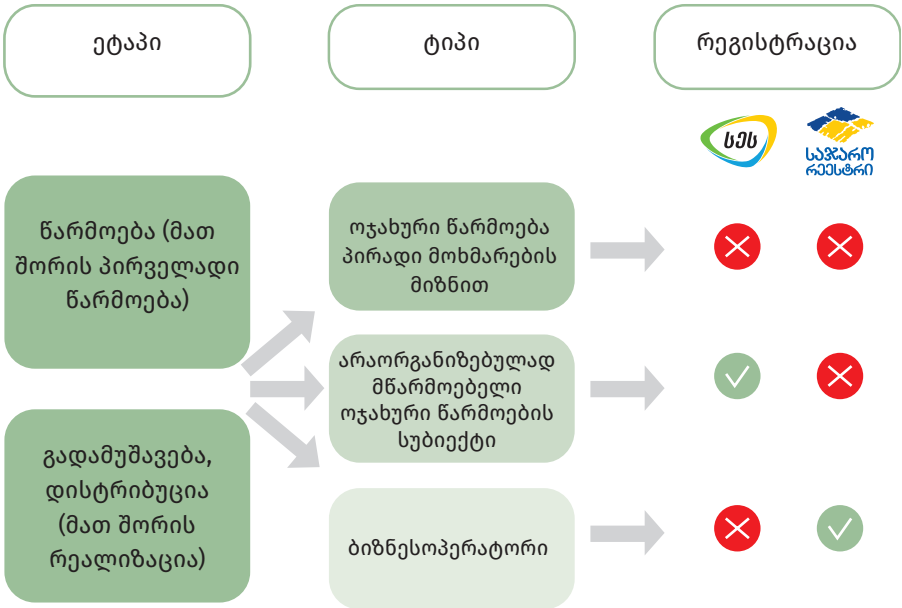 ეტაპი
ტიპი
რეგისტრაცია
სეს
საჯარო
რეესტრი
წარმოება (მათ
შორის პირველადი
წარმოება)
გადამუშავება,
დისტრიბუცია
(მათ შორის
რეალიზაცია)
ოჯახური წარმოება
პირადი მოხმარების
მიზნით
არაორგანიზებულად
მწარმოებელი
ოჯახური წარმოების
სუბიექტი
ბიზნესოპერატორი